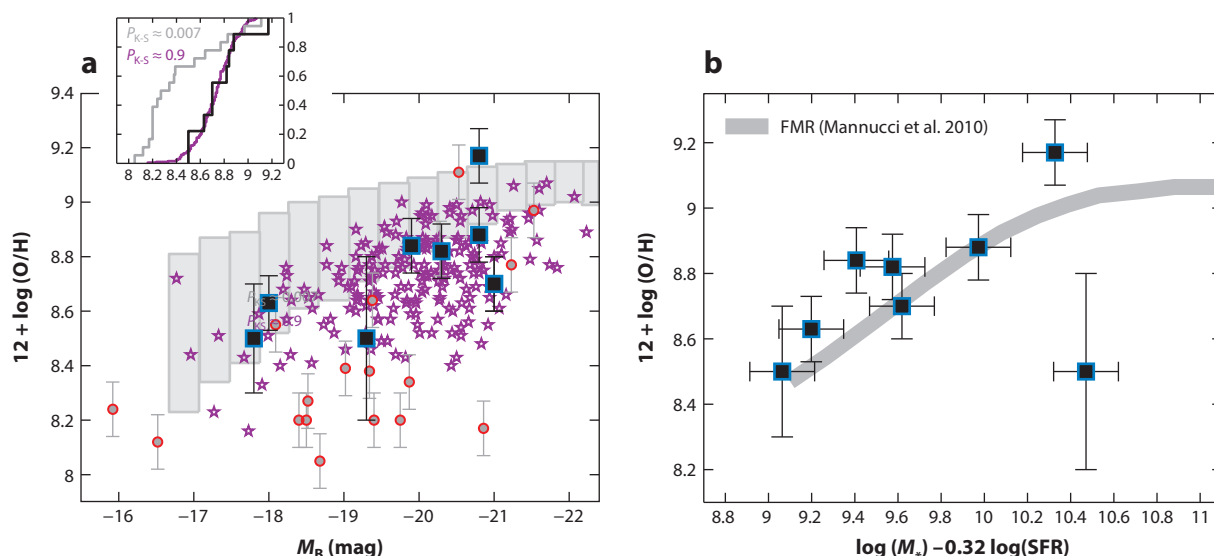 a
P_K-S ≈ 0.007
P_K-S ≈ 0.9
1
0.8
0.6
0.4
0.2
0
8 8.2 8.4 8.6 8.8 9 9.2
9.4
9.2
9
8.8
8.6
8.4
8.2
8
12 + log (O/H)
−16 −17 −18 −19 −20 −21 −22
M_B (mag)
b
FMR (Mannucci et al. 2010)
9.2
9.0
8.8
8.6
8.4
8.2
12 + log (O/H)
8.8 9 9.2 9.4 9.6 9.8 10 10.2 10.4 10.6 10.8 11
log (M_*) −0.32 log(SFR)